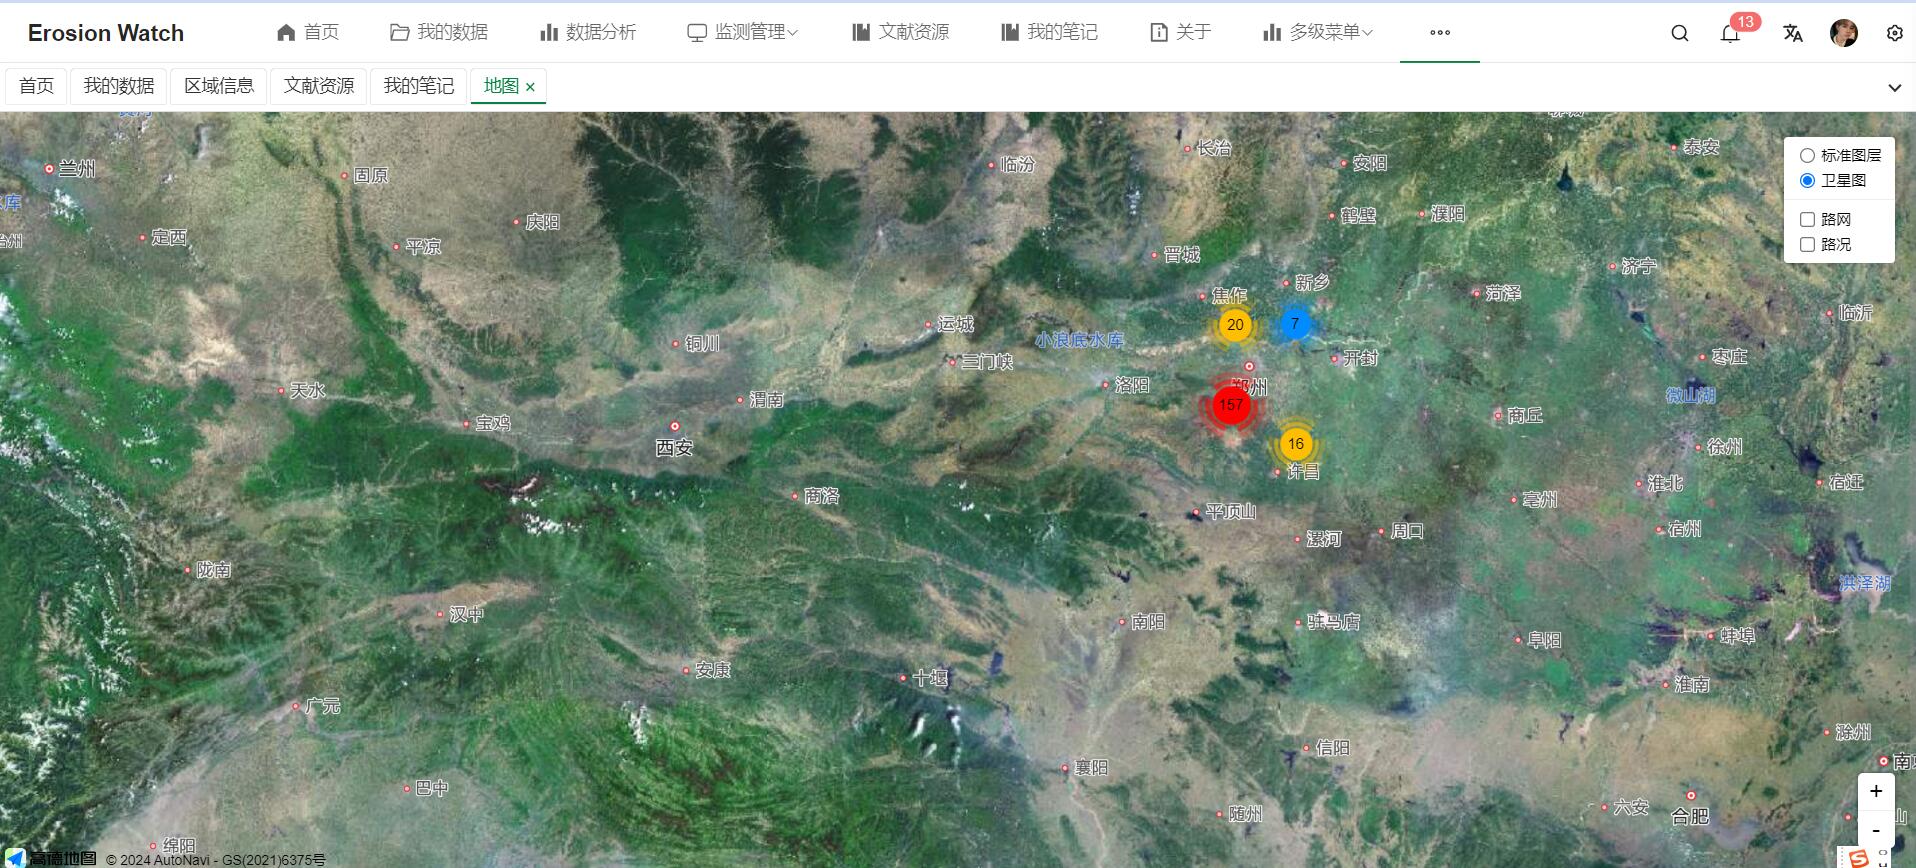 Erosion Watch
首页
我的数据
数据分析
监测管理
文献资源
我的笔记
关于
多级菜单
13
首页
我的数据
区域信息
文献资源
我的笔记
地图
标准图层
卫星图
路网
路况
泰安
长治
安阳
临汾
兰州
固原
库
鹤壁
濮阳
庆阳
定西
平凉
晋城
济宁
新乡
焦作
菏泽
临沂
运城
20
7
小浪底水库
铜川
三门峡
开封
枣庄
洛阳
郑州
天水
微山湖
渭南
157
商丘
宝鸡
16
西安
徐州
许昌
淮北
宿迁
商洛
亳州
平顶山
宿州
周口
漯河
陇南
洪泽湖
汉中
南阳
驻马店
蚌埠
阜阳
安康
十堰
淮南
广元
滁州
信阳
襄阳
巴中
+
六安
随州
合肥
-
绵阳
高德地图
© 2024 AutoNavi - GS(2021)6375号